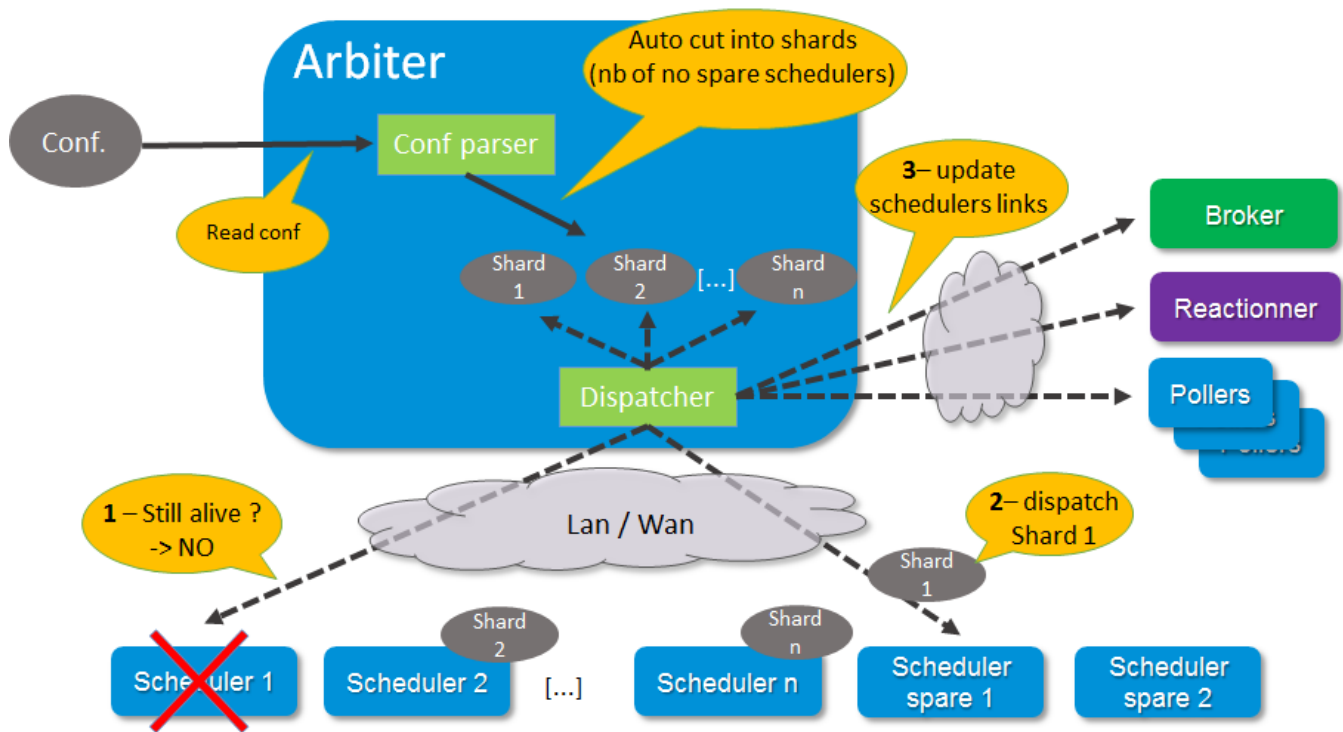 Arbiter
Auto cut into shards
(nb of no spare schedulers)
Conf.
Conf parser
Read conf
3– update
schedulers links
Broker
Shard
1
Shard
2
[...]
Shard
n
Reactionner
Dispatcher
Pollers
Pollers
1 – Still alive ?
-> NO
Lan / Wan
2– dispatch
Shard 1
Shard
1
Shard
2
Shard
n
Scheduler 1
Scheduler 2
[...]
Scheduler n
Scheduler
spare 1
Scheduler
spare 2